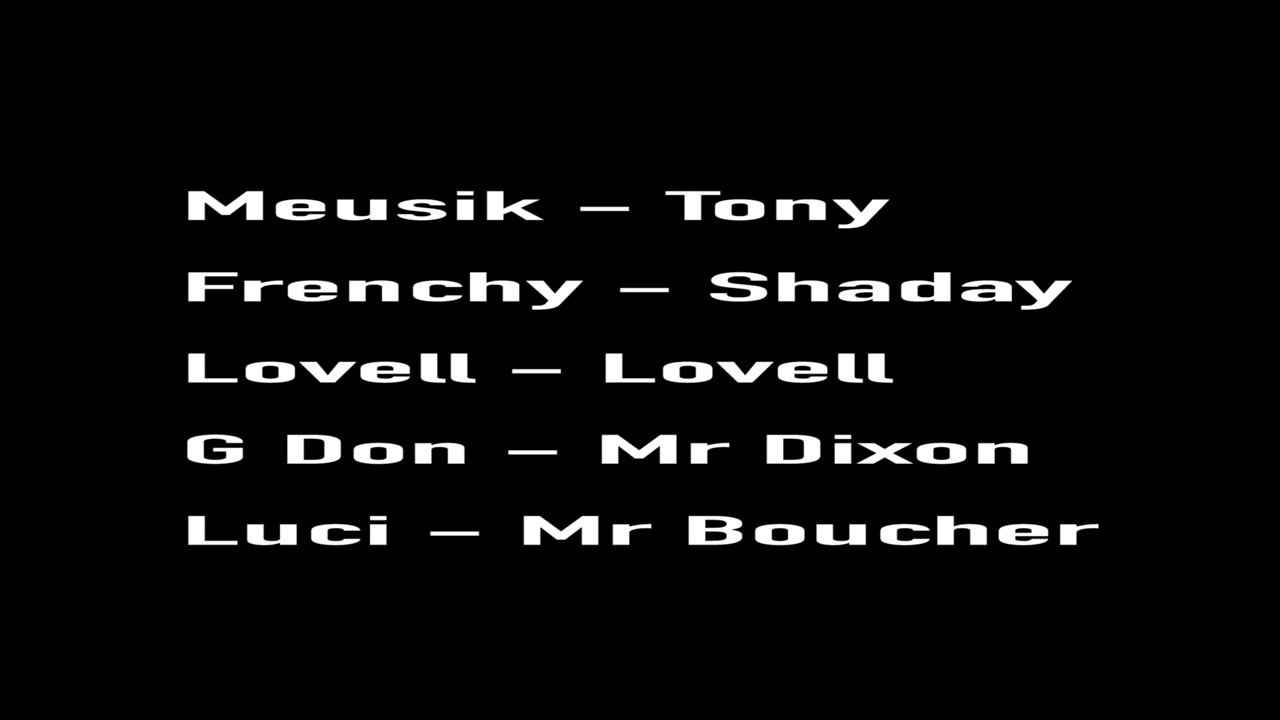 Meusik – Tony
Frenchy – Shaday
Lovell – Lovell
G Don – Mr Dixon
Luci – Mr Boucher